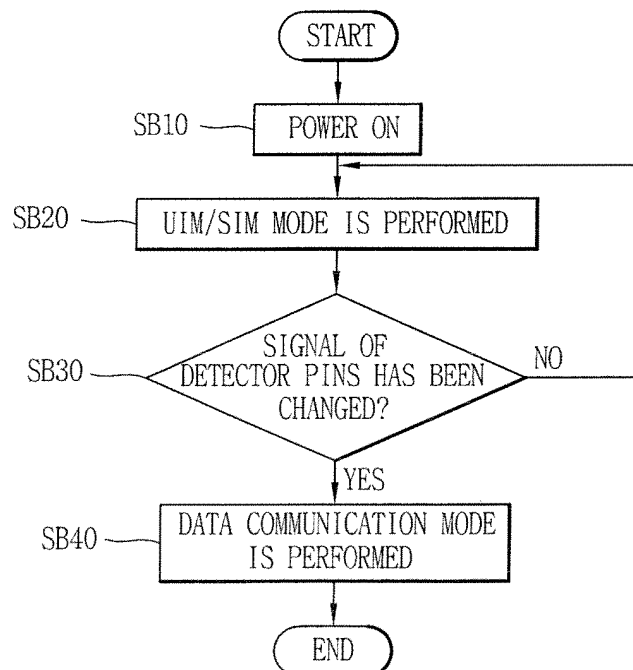 START
SB10
POWER ON
SB20
UIM/SIM MODE IS PERFORMED
SB30
SIGNAL OF
DETECTOR PINS HAS BEEN
CHANGED?
NO
YES
SB40
DATA COMMUNICATION MODE
IS PERFORMED
END